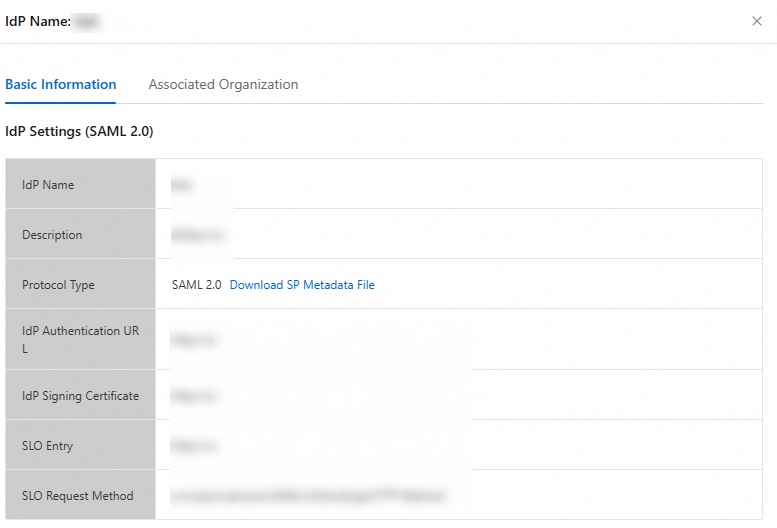 IdP Name:
Basic Information
Associated Organization
IdP Settings (SAML 2.0)
IdP Name
Description
Protocol Type
SAML 2.0 Download SP Metadata File
IdP Authentication UR
L
IdP Signing Certificate
SLO Entry
SLO Request Method